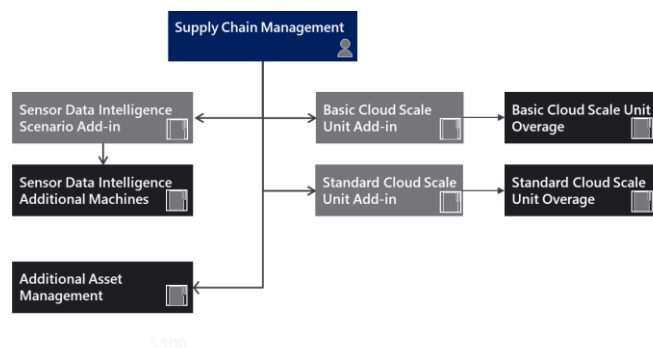 Supply Chain Management
Sensor Data Intelligence
Scenario Add-in
Basic Cloud Scale
Unit Add-in
Basic Cloud Scale Unit
Overage
Sensor Data Intelligence
Additional Machines
Standard Cloud Scale
Unit Add-in
Standard Cloud Scale
Unit Overage
Additional Asset
Management
$300